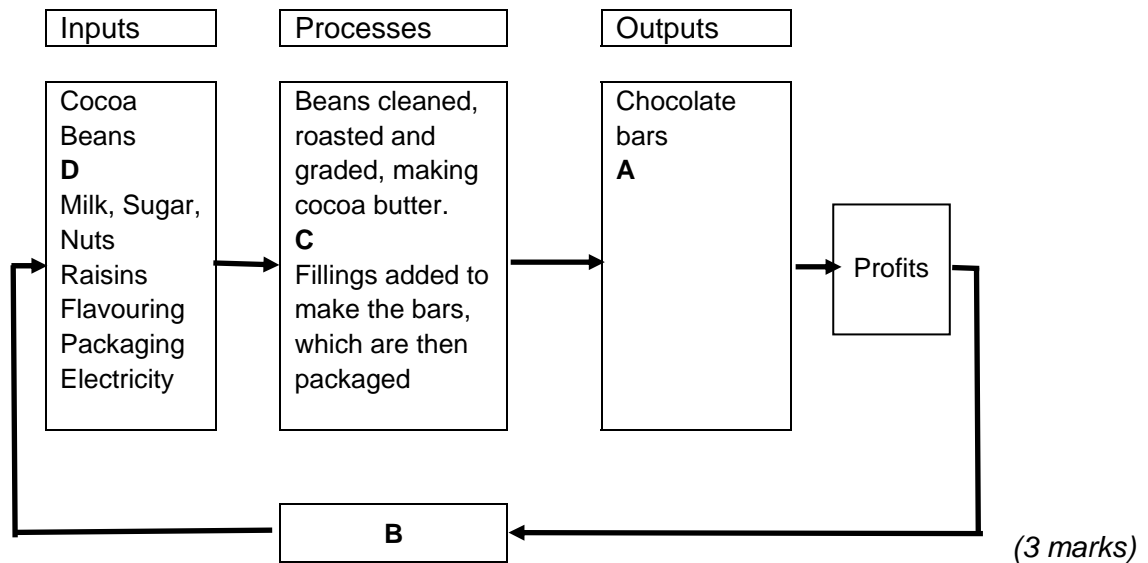 Inputs
Processes
Outputs
Cocoa
Beans
D
Milk, Sugar,
Nuts
Raisins
Flavouring
Packaging
Electricity
Beans cleaned,
roasted and
graded, making
cocoa butter.
C
Fillings added to
make the bars,
which are then
packaged
Chocolate
bars
A
Profits
B
(3 marks)